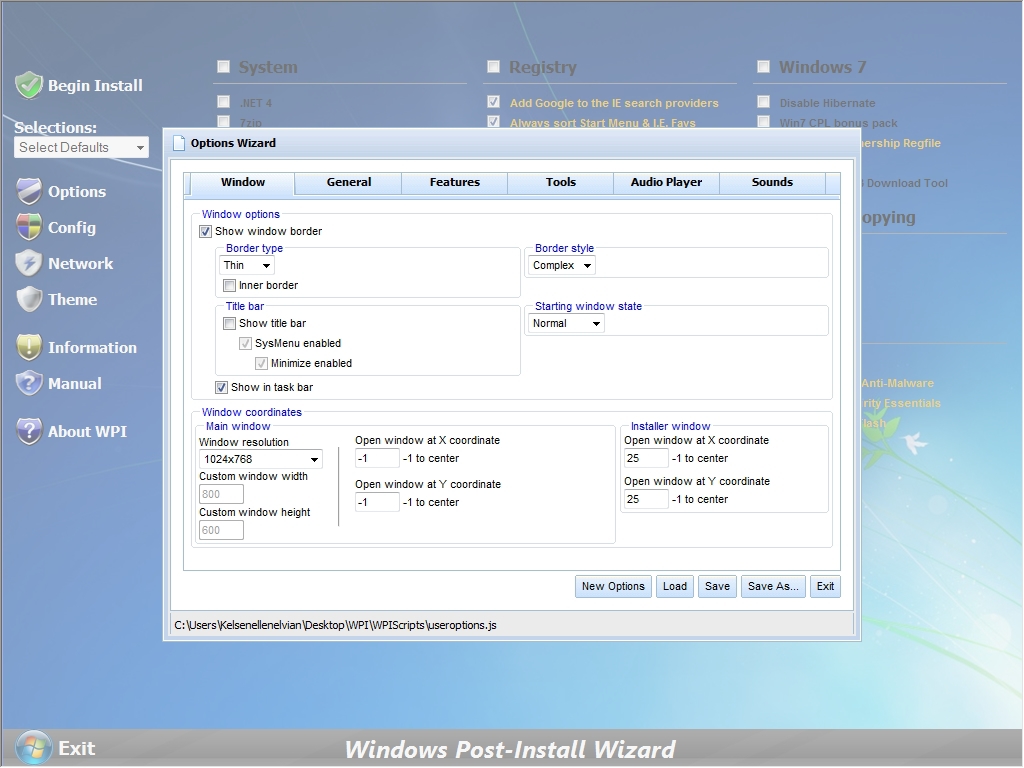 System
Registry
Windows 7
Begin Install
.NET 4
Add Google to the IE search providers
Disable Hibernate
7zip
Always sort Start Menu & I.E. Favs
Win7 CPL bonus pack
Selections:
Select Defaults
nership Regfile
Download Tool
opying
Anti-Malware
rity Essentials
lash
Options
Config
Network
Theme
Information
Manual
About WPI
Options Wizard
Window General Features Tools Audio Player Sounds
Window options
Show window border
Border type
Thin
Inner border
Border style
Complex
Title bar
Show title bar
SysMenu enabled
Minimize enabled
Starting window state
Normal
Show in task bar
Window coordinates
Main window
Window resolution
1024x768
Custom window width
800
Custom window height
600
Open window at X coordinate
-1 -1 to center
Open window at Y coordinate
-1 -1 to center
Installer window
Open window at X coordinate
25 -1 to center
Open window at Y coordinate
25 -1 to center
New Options Load Save Save As... Exit
C:\Users\Kelsenellenelvian\Desktop\WPI\WPIScripts\useroptions.js
Exit
Windows Post-Install Wizard